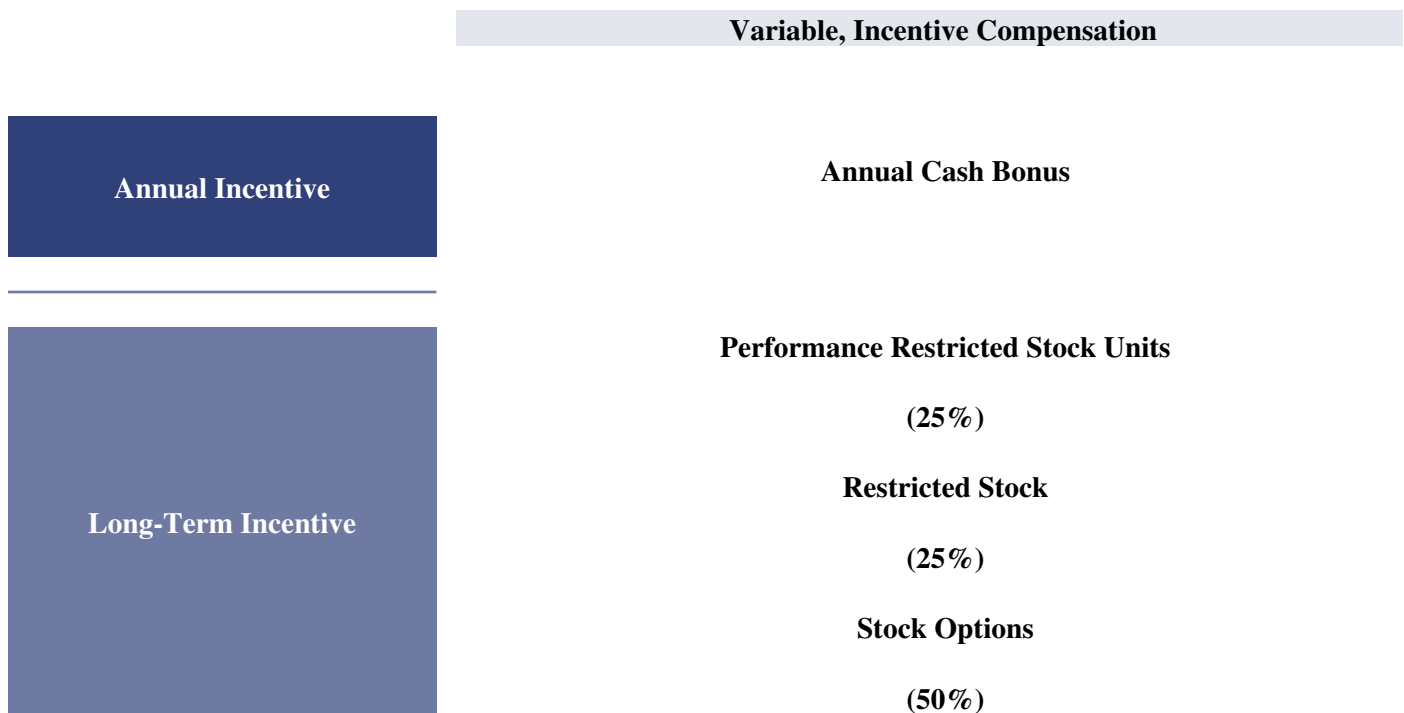 Variable, Incentive Compensation
Annual Incentive
Annual Cash Bonus
Long-Term Incentive
Performance Restricted Stock Units
(25%)
Restricted Stock
(25%)
Stock Options
(50%)